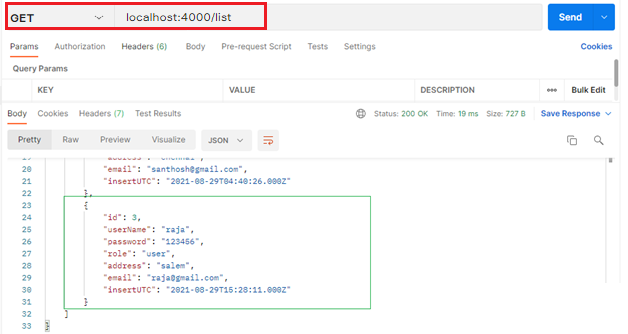 GET localhost:4000/list Send
Params Authorization Headers (6) Body Pre-request Script Tests Settings Cookies
Query Params
KEY VALUE DESCRIPTION ooo Bulk Edit
Body Cookies Headers (7) Test Results Status: 200 OK Time: 19 ms Size: 727 B Save Response
Pretty Raw Preview Visualize JSON
20 "email": "santhosh@gmail.com",
21 "insertUTC": "2021-08-29T04:40:26.000Z"
22 },
23 {
24 "id": 3,
25 "userName": "raja",
26 "password": "123456",
27 "role": "user",
28 "address": "salem",
29 "email": "raja@gmail.com",
30 "insertUTC": "2021-08-29T15:28:11.000Z"
31 }
32 ]
33